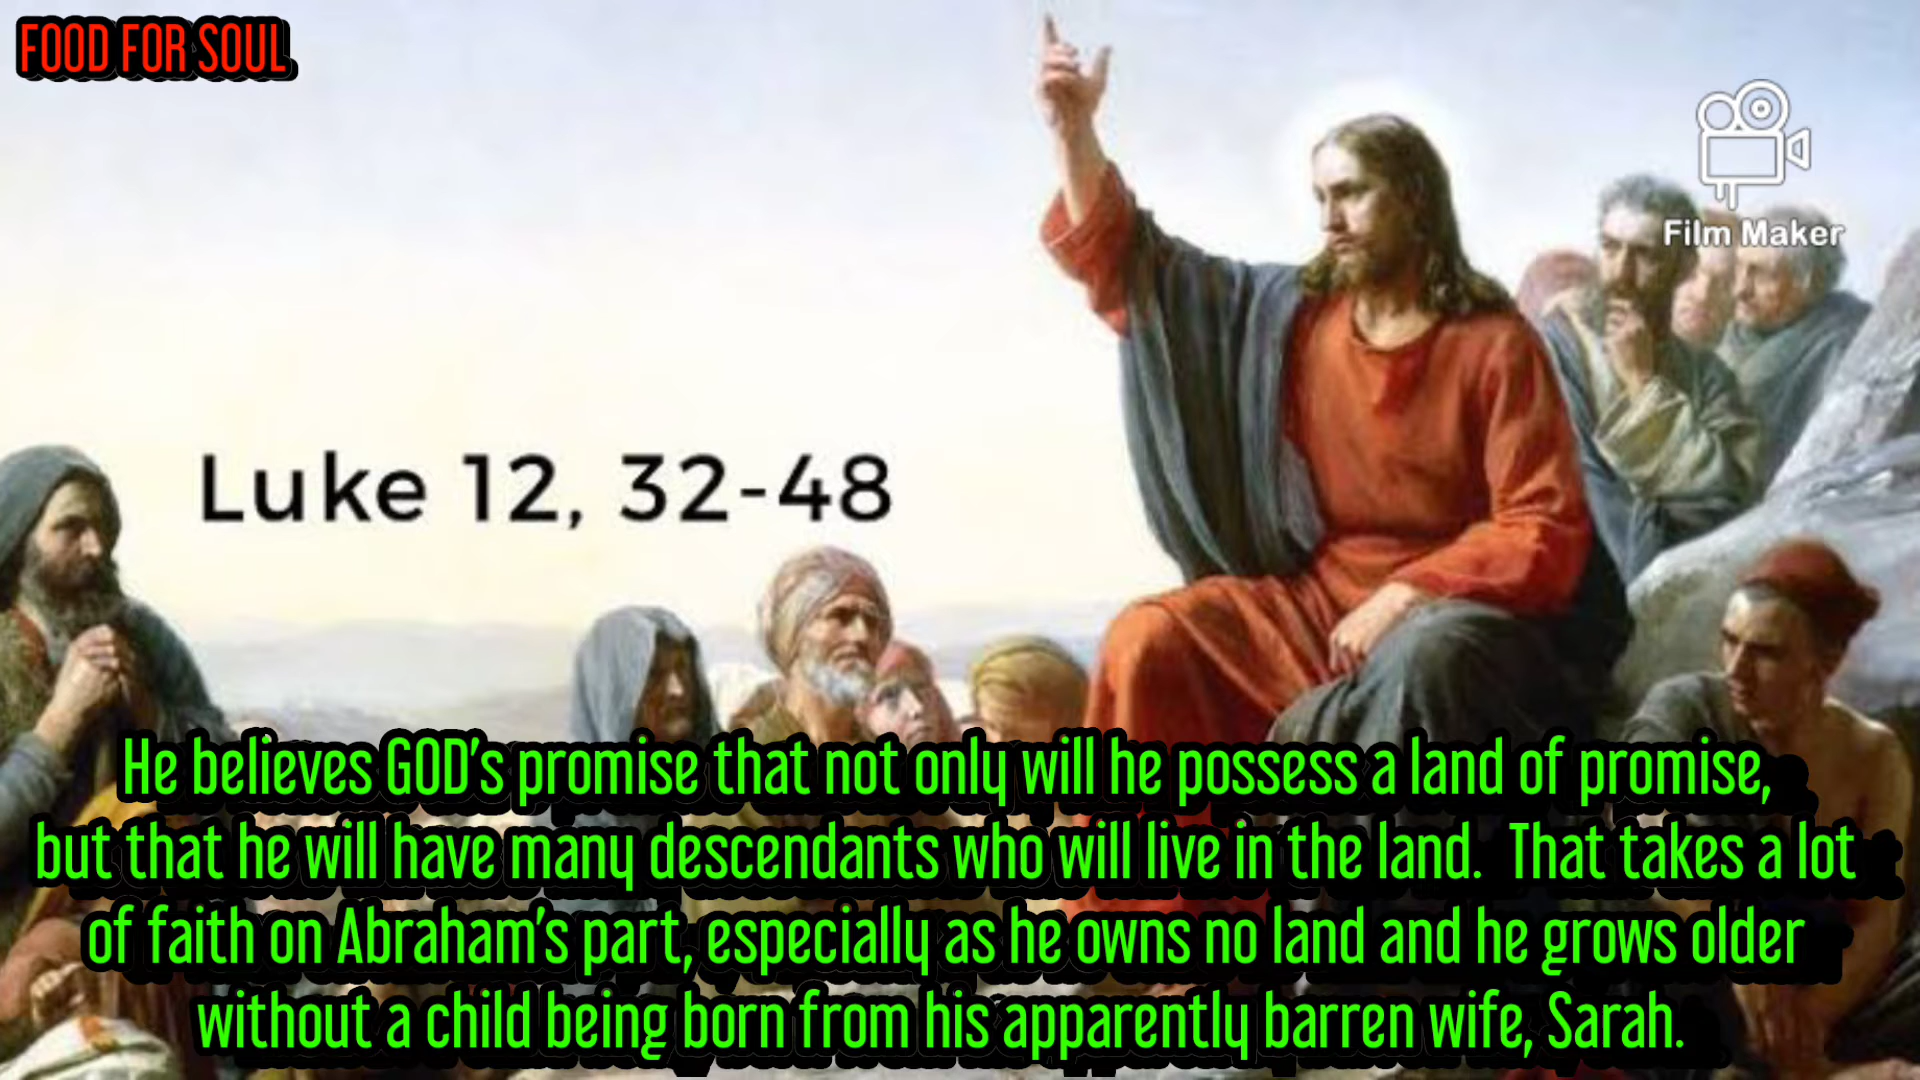 FOOD FOR SOUL
Film Maker
Luke 12, 32-48
He believes GOD's promise that not only will he possess a land of promise,
but that he will have many descendants who will live in the land.  That takes a lot
of faith on Abraham's part, especially as he owns no land and he grows older
without a child being born from his apparently barren wife, Sarah.